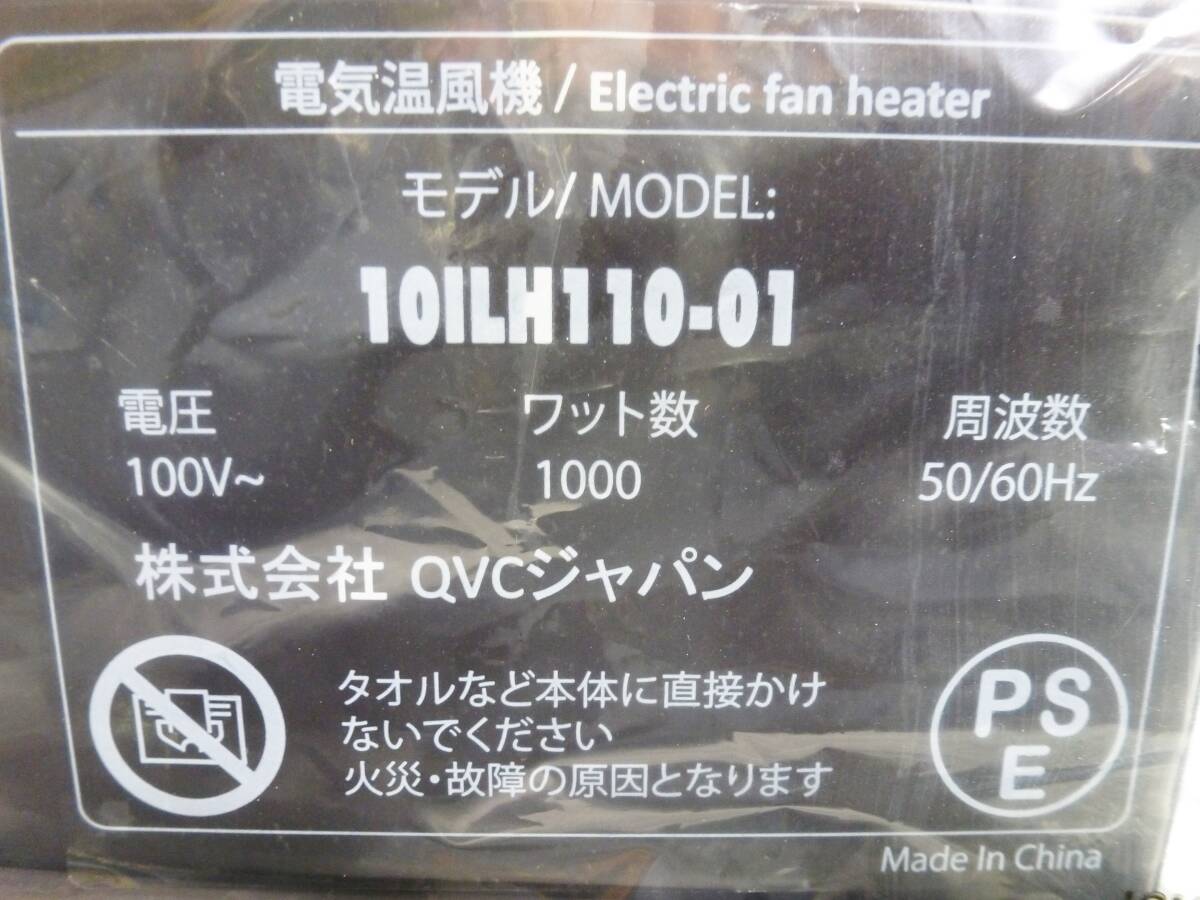 電気温風機 / Electric fan heater
モデル/ MODEL:
10ILH110-01
電圧 ワット数 周波数
100V~ 1000 50/60Hz
株式会社 QVCジャパン
タオルなど本体に直接かけ
ないでください
火災・故障の原因となります
PS
E
Made In China